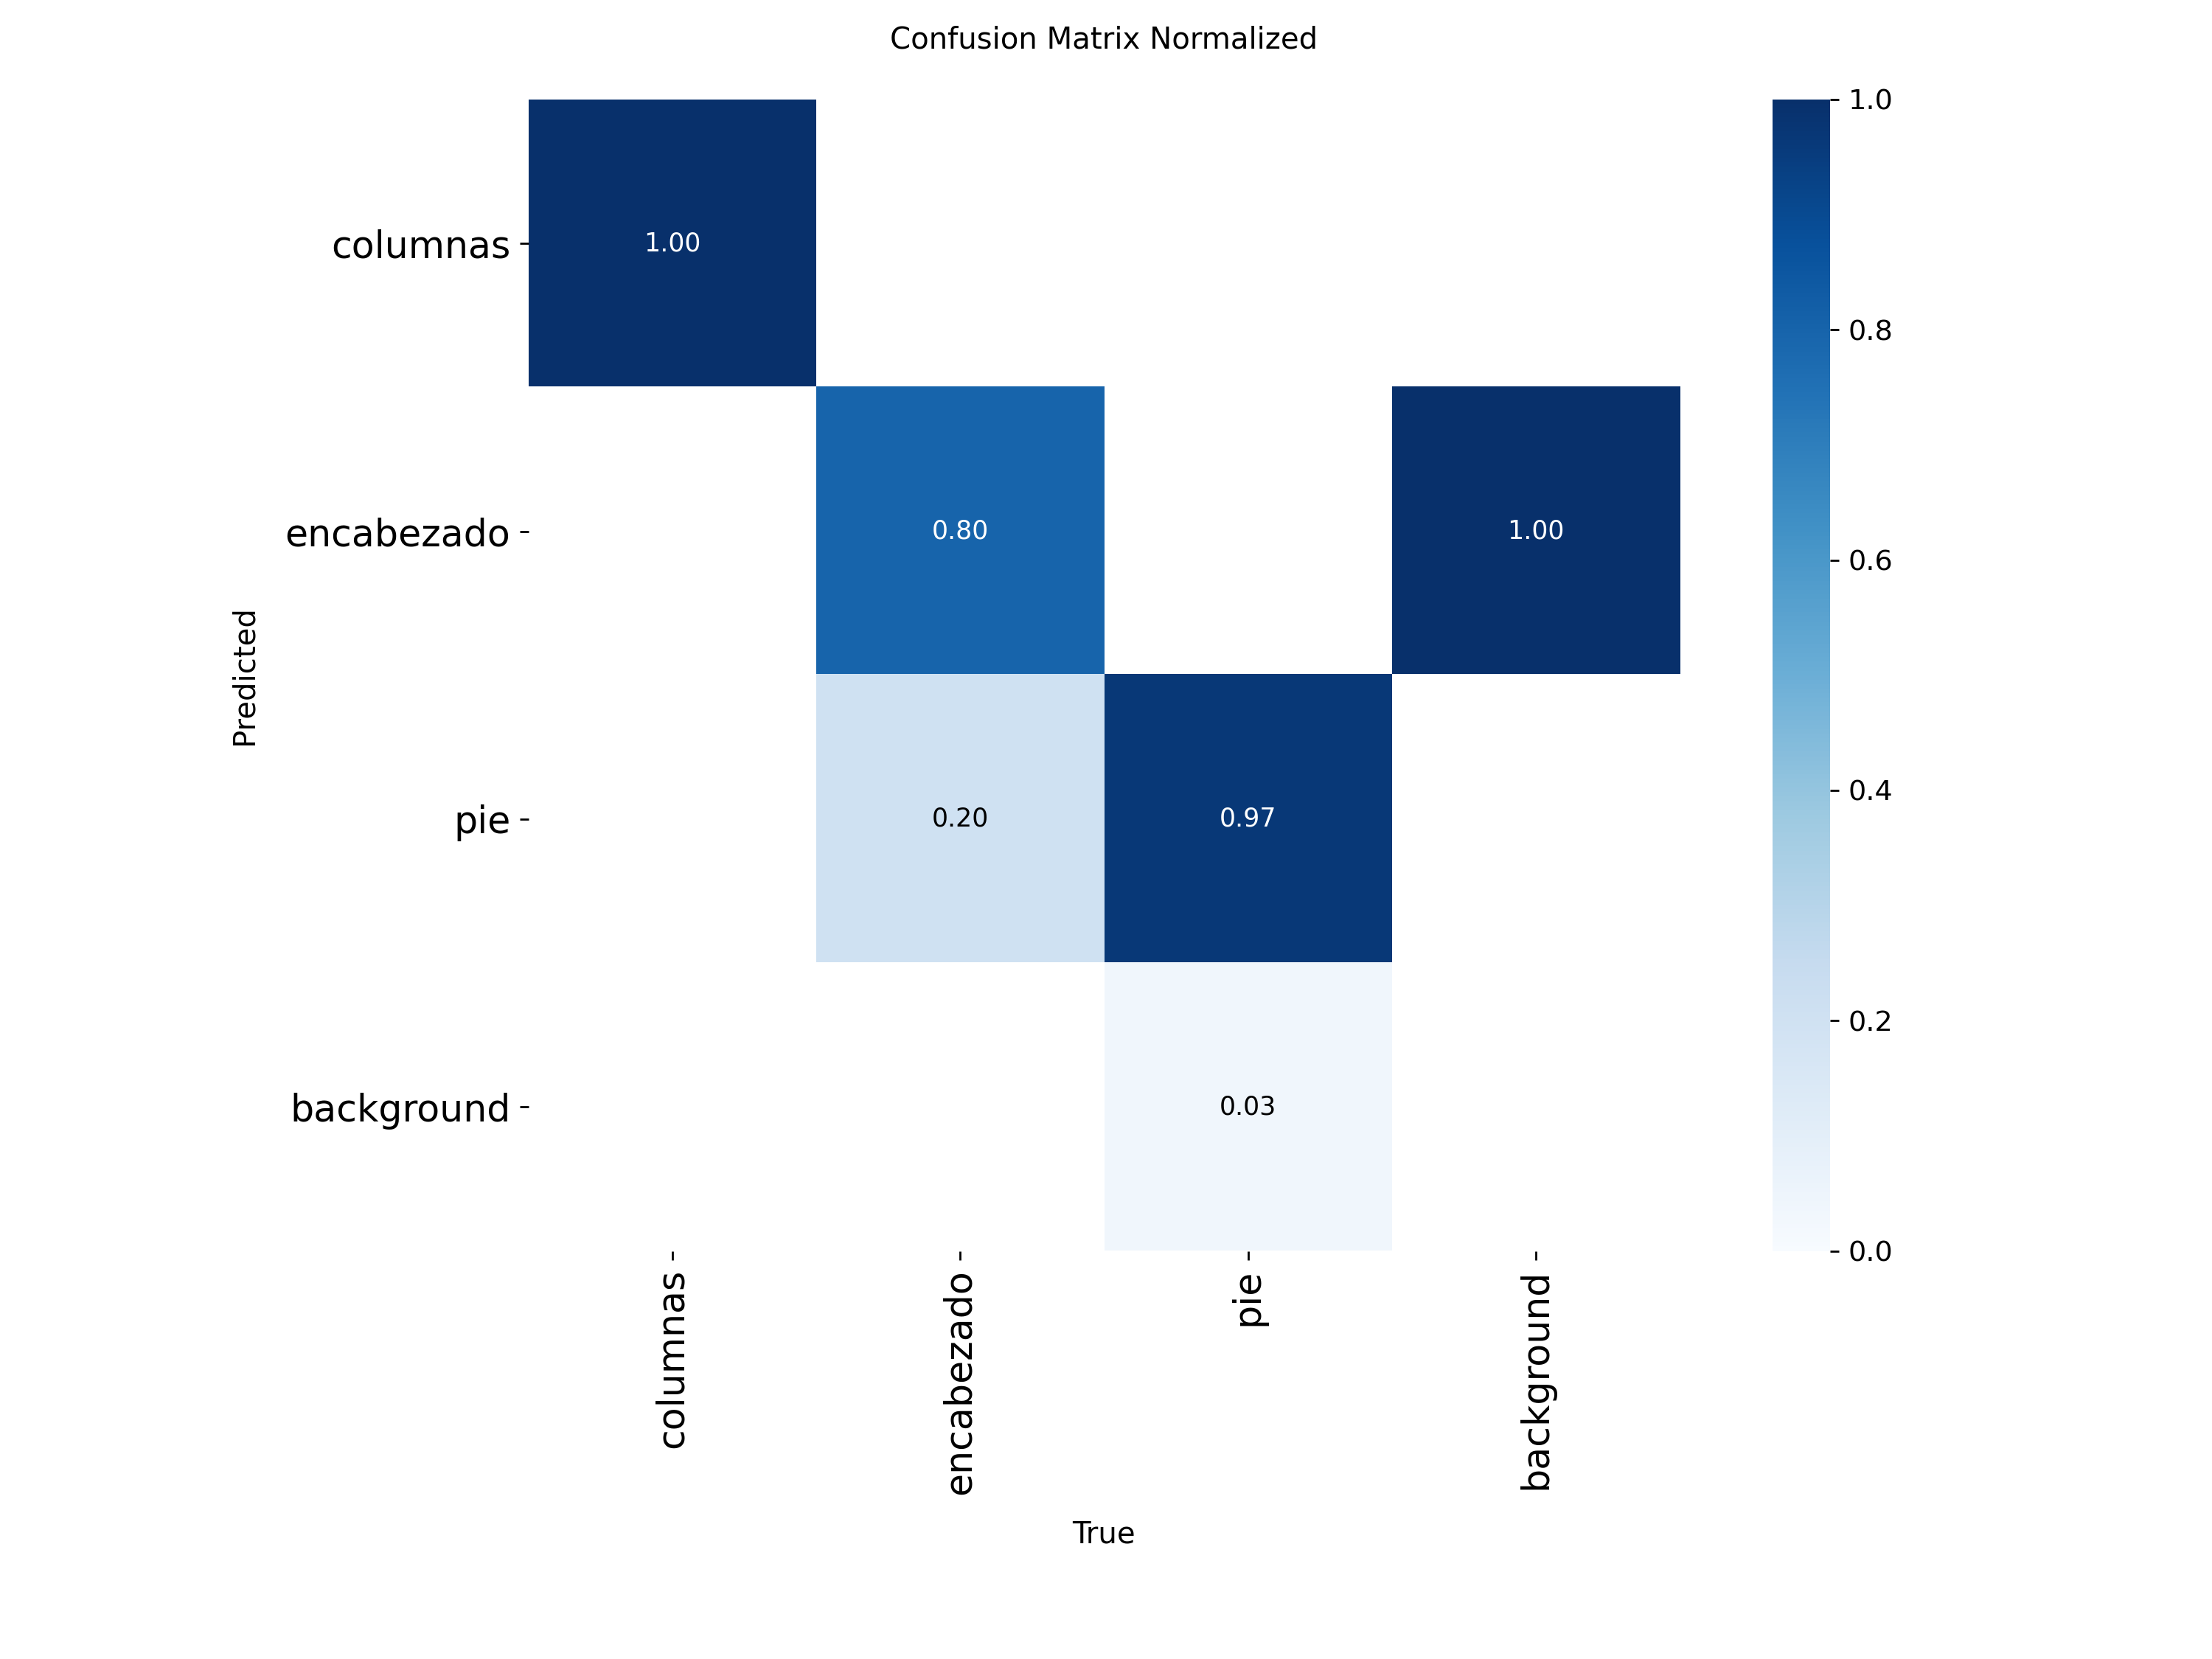 Confusion Matrix Normalized
columnas
encabezado
pie
background
Predicted
1.00
0.80
1.00
0.20
0.97
0.03
columnas
encabezado
pie
background
True
1.0
0.8
0.6
0.4
0.2
0.0